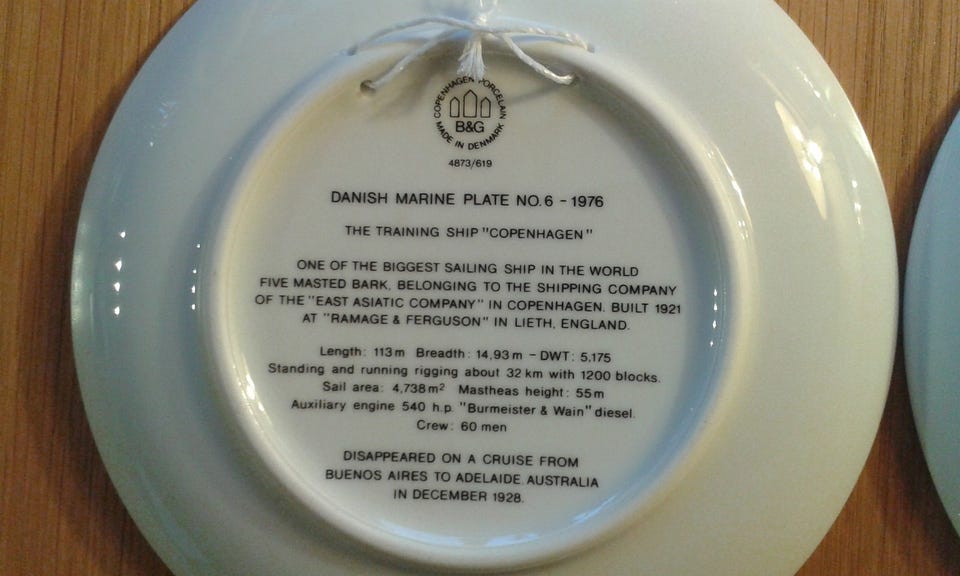 COPENHAGEN PORCELAIN
B&G
MADE IN DENMARK
4873/619
DANISH MARINE PLATE NO. 6 - 1976
THE TRAINING SHIP "COPENHAGEN"
ONE OF THE BIGGEST SAILING SHIP IN THE WORLD
FIVE MASTED BARK, BELONGING TO THE SHIPPING COMPANY
OF THE "EAST ASIATIC COMPANY" IN COPENHAGEN. BUILT 1921
AT "RAMAGE & FERGUSON" IN LIETH, ENGLAND.
Length: 113 m Breadth: 14,93 m - DWT: 5,175
Standing and running rigging about 32 km with 1200 blocks.
Sail area: 4,738 m² Mastheas height: 55 m
Auxiliary engine 540 h.p. "Burmeister & Wain" diesel.
Crew: 60 men
DISAPPEARED ON A CRUISE FROM
BUENOS AIRES TO ADELAIDE AUSTRALIA
IN DECEMBER 1928.